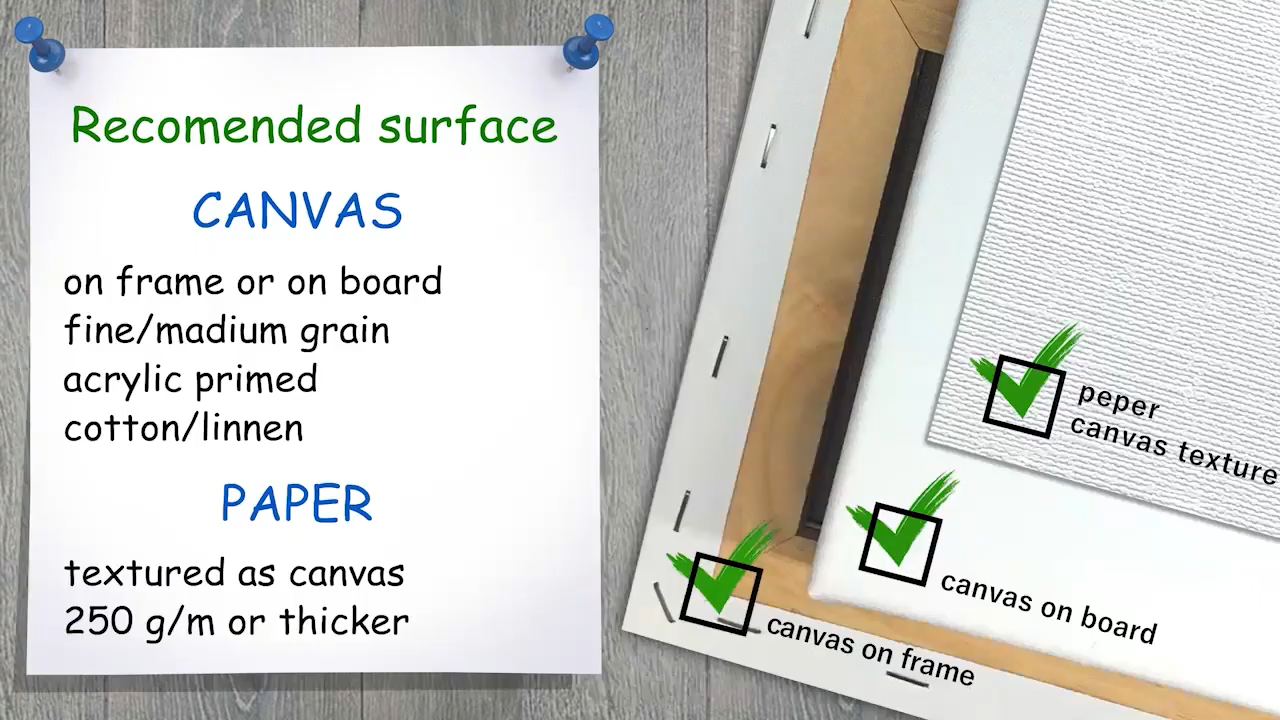 Recomended surface
CANVAS
on frame or on board
fine/madium grain
acrylic primed
cotton/linnen
PAPER
textured as canvas
250 g/m or thicker
peper
canvas texture
canvas on board
canvas on frame